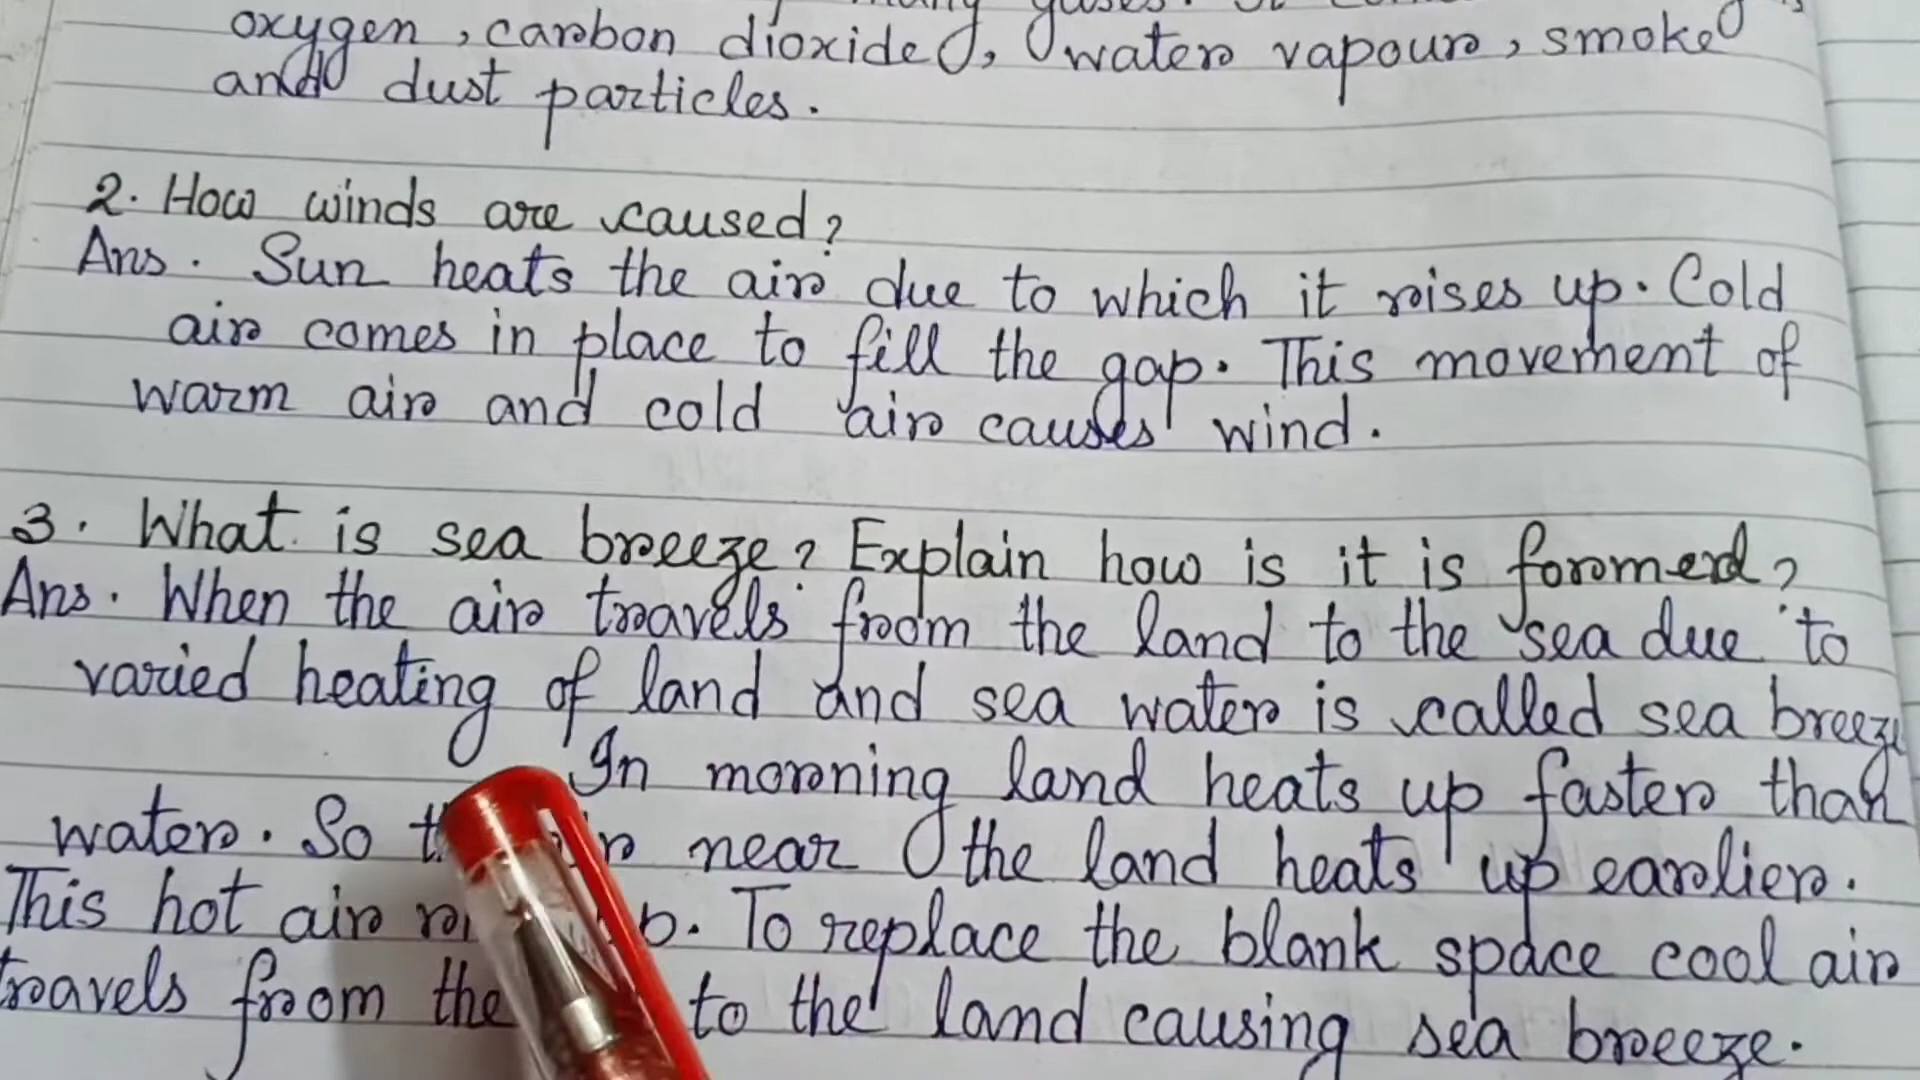 oxygen, carbon dioxide, water vapour, smoke
and dust particles.
2. How winds are caused?
Ans. Sun heats the air due to which it rises up. Cold
air comes in place to fill the gap. This movement of
warm air and cold air causes wind.
3. What is sea breeze? Explain how is it is formed?
Ans. When the air travels from the land to the sea due to
varied heating of land and sea water is called sea breeze
In morning land heats up faster than
water. So near the land heats up earlier.
This hot air To replace the blank space cool air
travels from the to the land causing sea breeze.